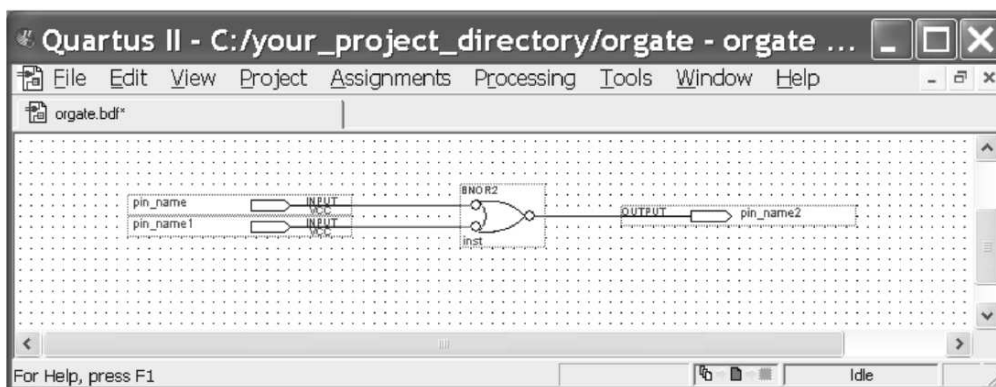 Quartus II - C:/your_project_directory/orgate - orgate ...
File Edit View Project Assignments Processing Tools Window Help
orgate.bdf*
pin_name INPUT
VCC
pin_name1 INPUT
VCC
BNOR2
inst
OUTPUT pin_name2
For Help, press F1
Idle